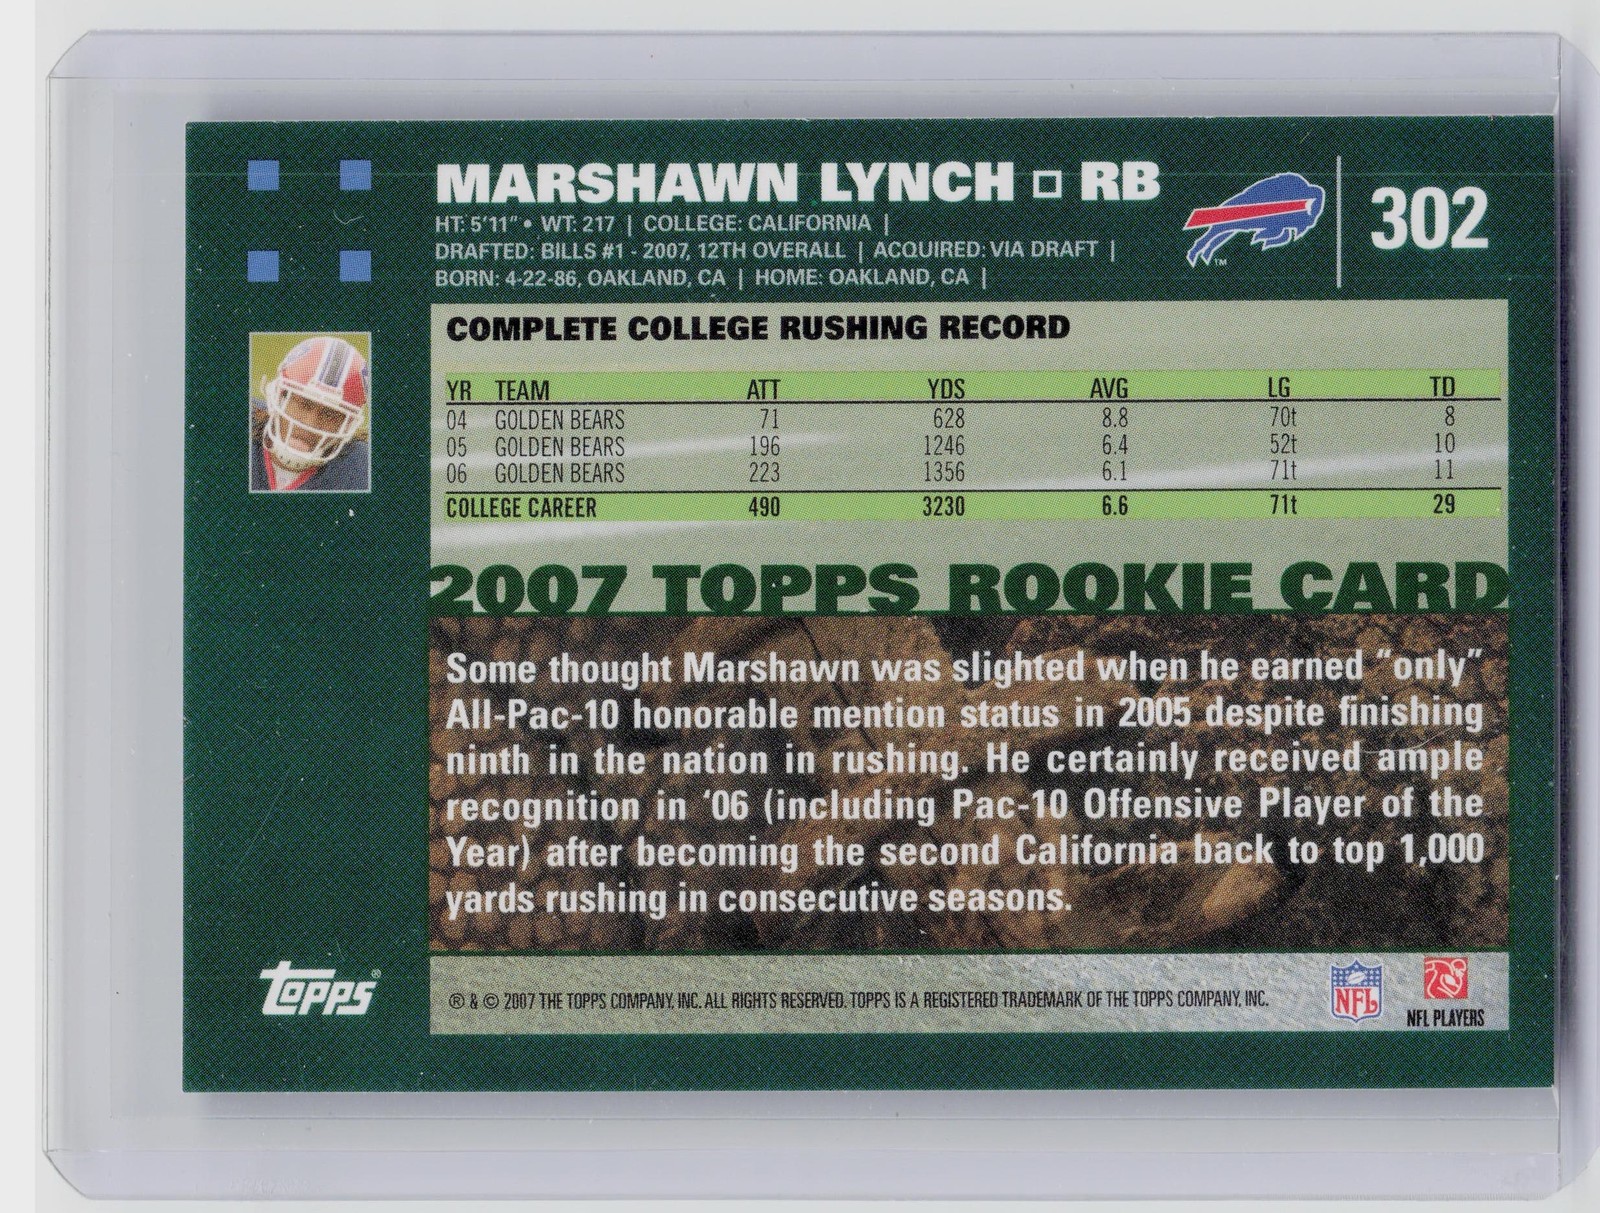 MARSHAWN LYNCH □ RB
302
HT: 5'11" • WT: 217 | COLLEGE: CALIFORNIA |
DRAFTED: BILLS #1 - 2007, 12TH OVERALL | ACQUIRED: VIA DRAFT |
BORN: 4-22-86, OAKLAND, CA | HOME: OAKLAND, CA |
TM
COMPLETE COLLEGE RUSHING RECORD
YR TEAM ATT YDS AVG LG TD
04 GOLDEN BEARS 71 628 8.8 70t 8
05 GOLDEN BEARS 196 1246 6.4 52t 10
06 GOLDEN BEARS 223 1356 6.1 71t 11
COLLEGE CAREER 490 3230 6.6 71t 29
2007 TOPPS ROOKIE CARD
Some thought Marshawn was slighted when he earned "only"
All-Pac-10 honorable mention status in 2005 despite finishing
ninth in the nation in rushing. He certainly received ample
recognition in '06 (including Pac-10 Offensive Player of the
Year) after becoming the second California back to top 1,000
yards rushing in consecutive seasons.
Topps®
® & © 2007 THE TOPPS COMPANY, INC. ALL RIGHTS RESERVED. TOPPS IS A REGISTERED TRADEMARK OF THE TOPPS COMPANY, INC.
NFL
NFL PLAYERS